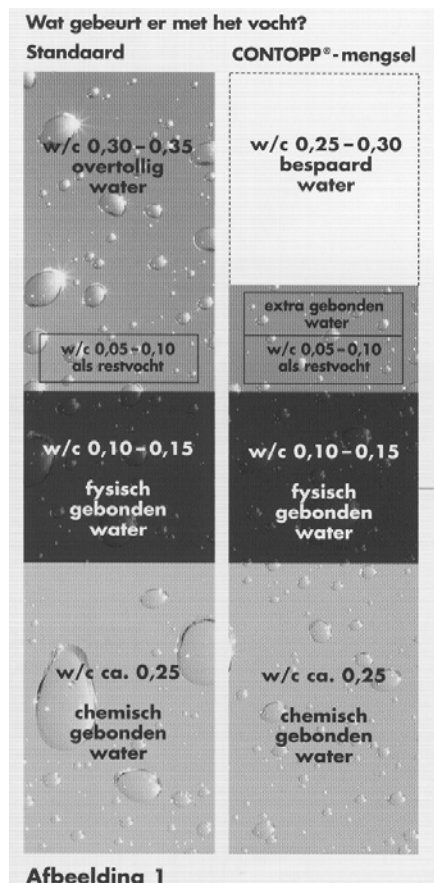 Wat gebeurt er met het vocht?
Standaard
CONTOPP®-mengsel
w/c 0,30–0,35
overtollig
water
w/c 0,05–0,10
als restvocht
w/c 0,10–0,15
fysisch
gebonden
water
w/c ca. 0,25
chemisch
gebonden
water
w/c 0,25–0,30
bespaard
water
extra gebonden
water
w/c 0,05–0,10
als restvocht
w/c 0,10–0,15
fysisch
gebonden
water
w/c ca. 0,25
chemisch
gebonden
water
Afbeelding 1